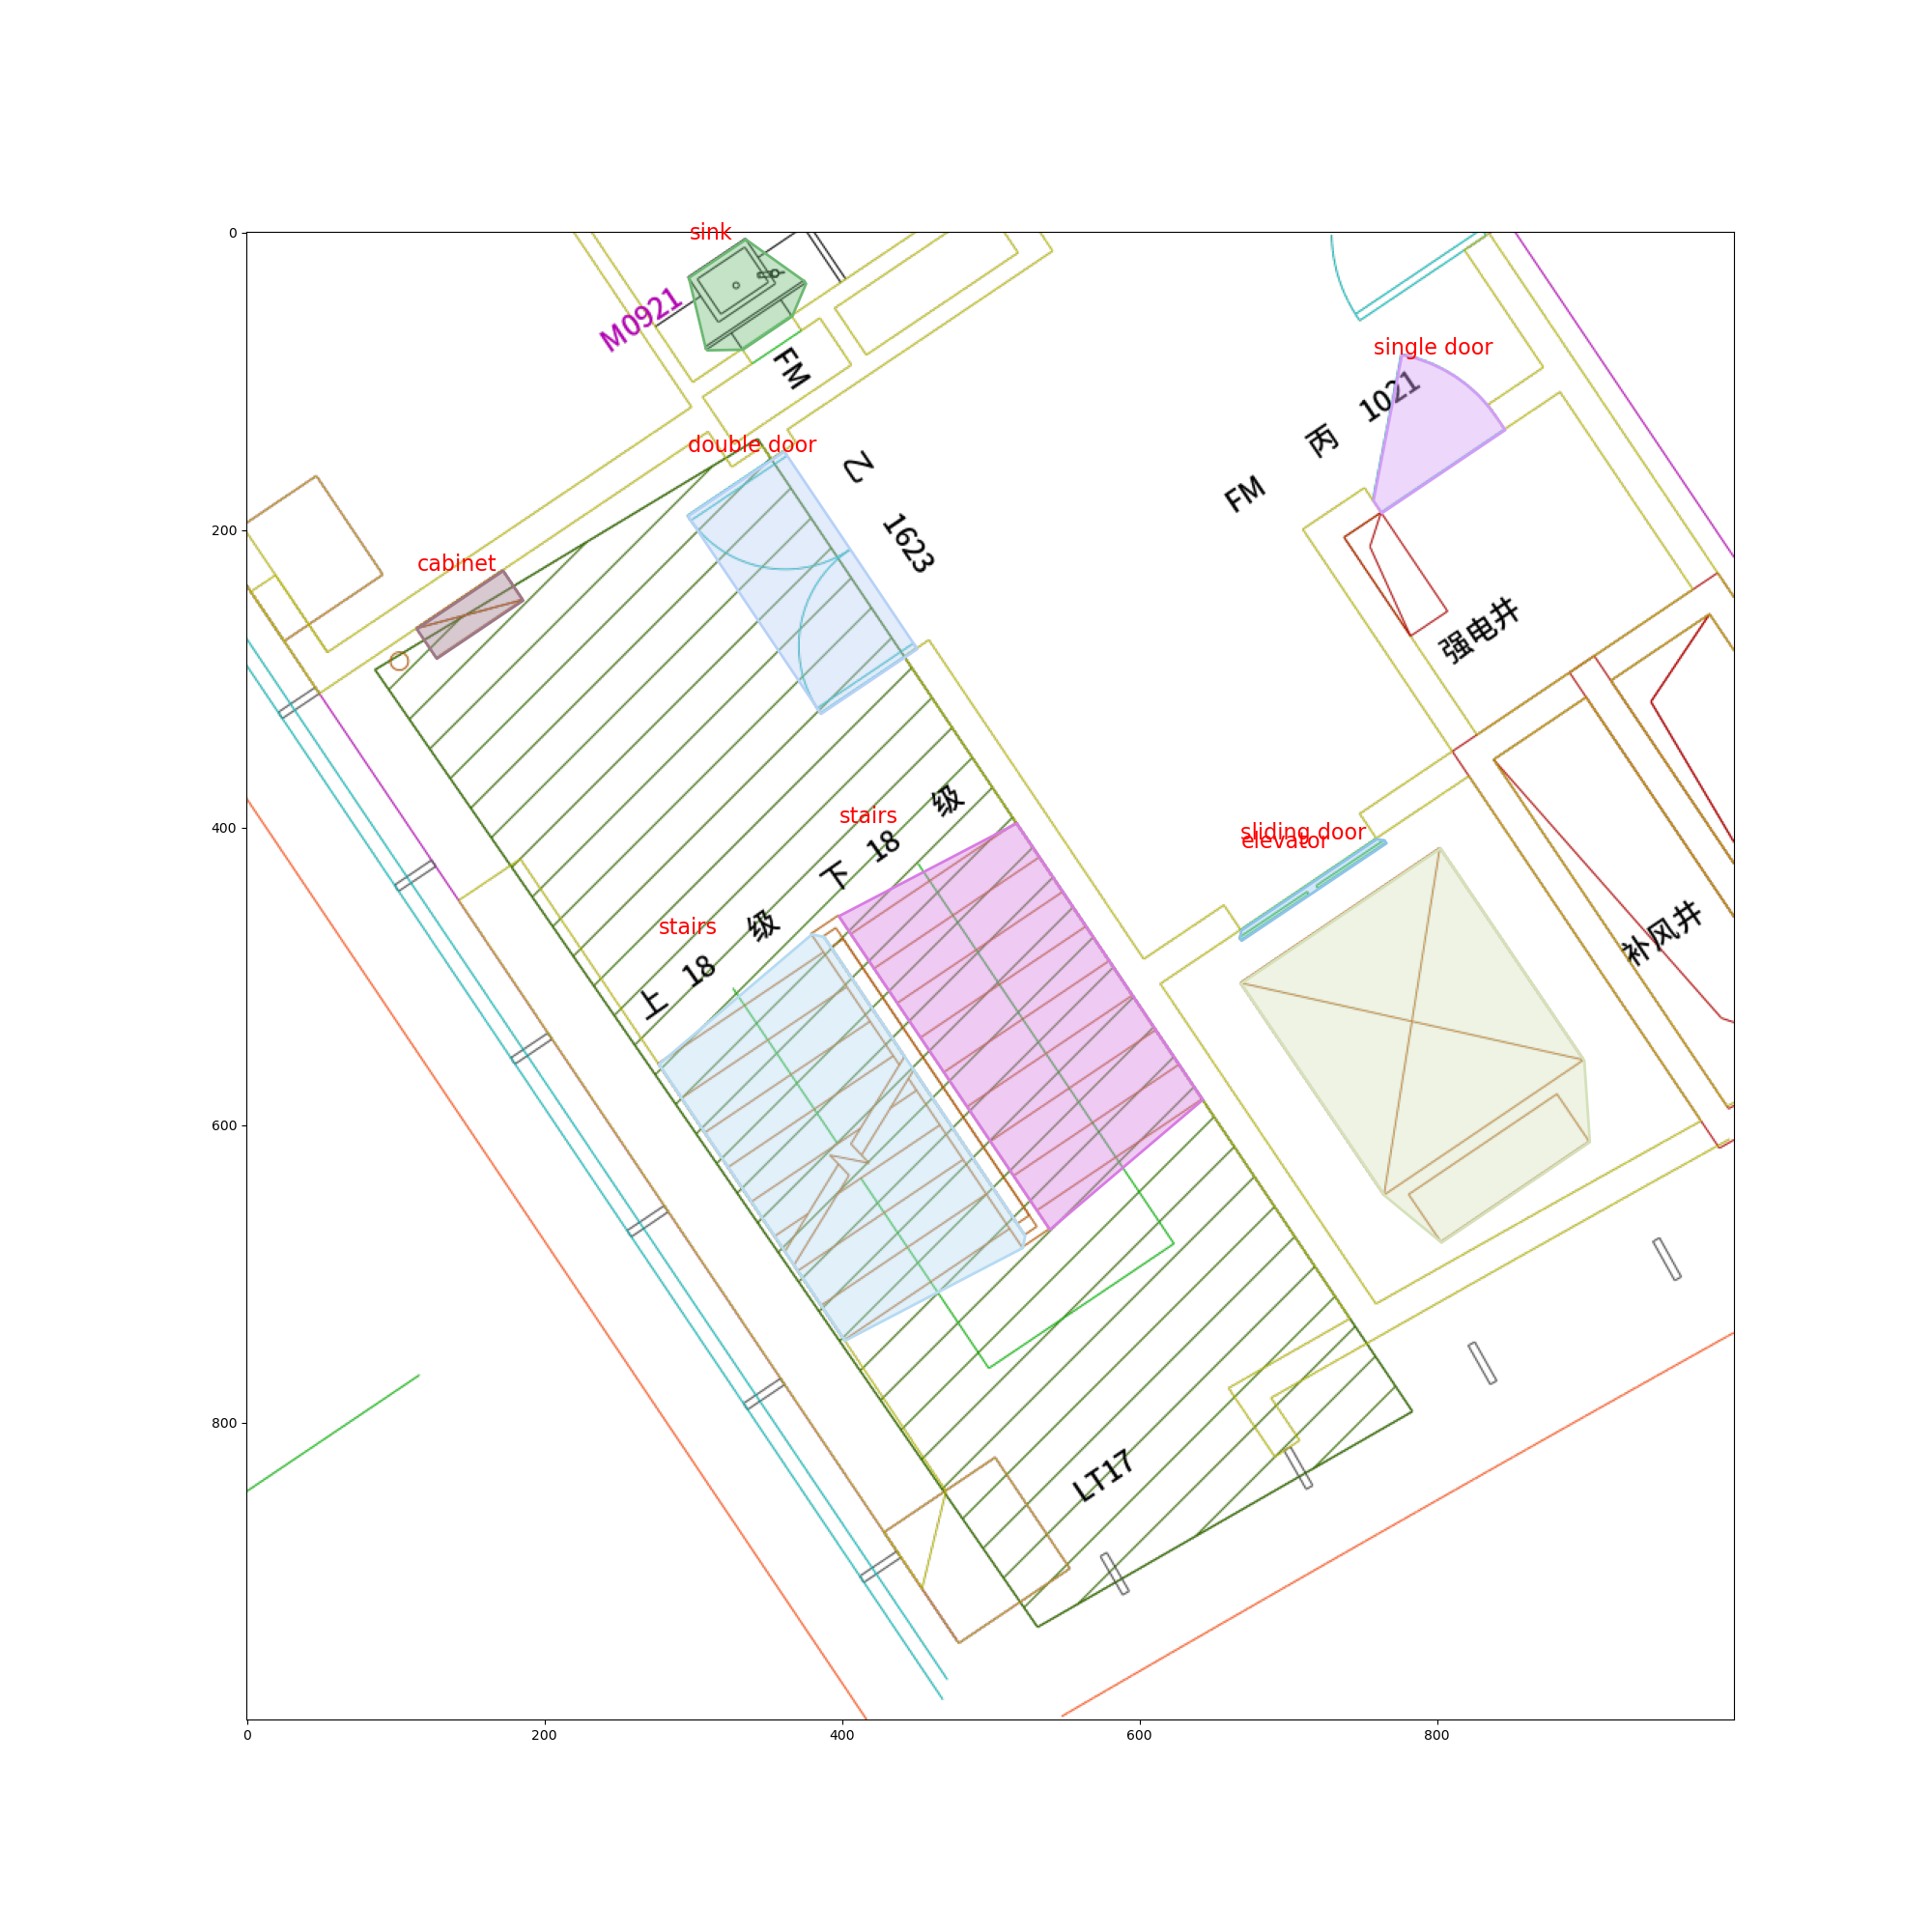 sink
M0921
FM
single door
1021
丙
FM
double door
乙
1623
cabinet
强电井
stairs
级
18
下
sliding door
elevator
stairs
级
18
上
补风井
LT17
0
200
400
600
800
0
200
400
600
800